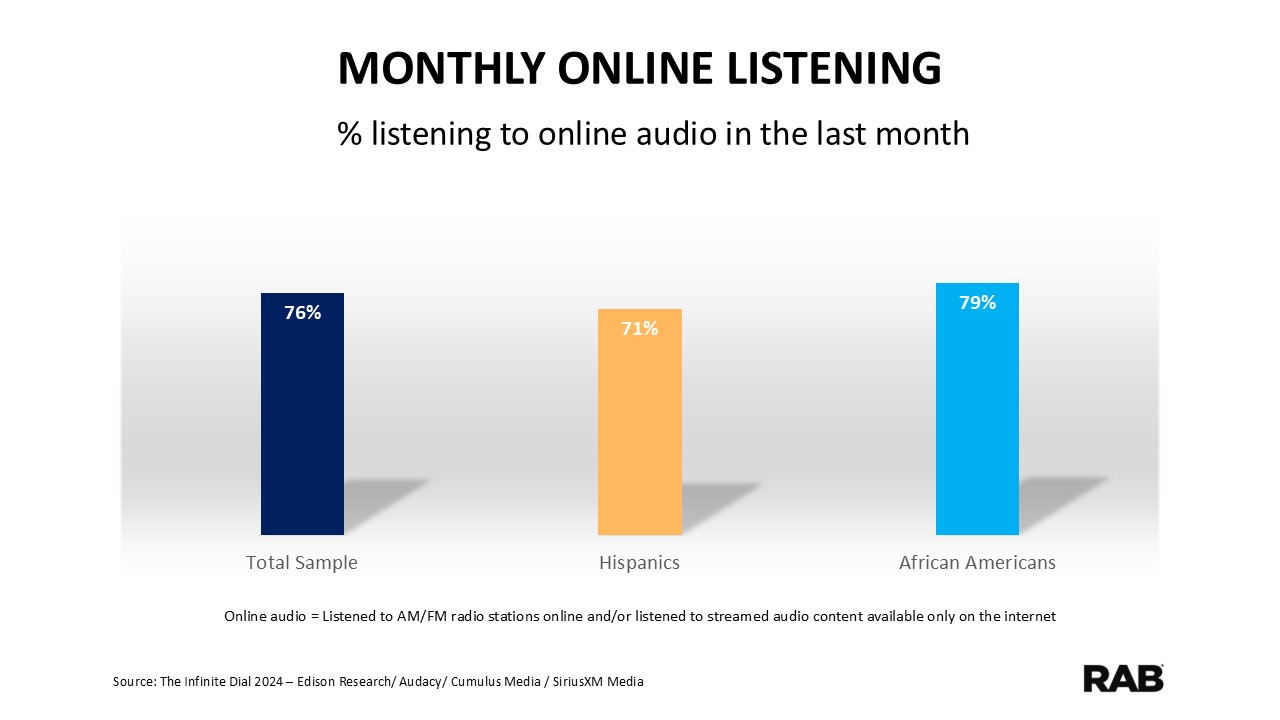 MONTHLY ONLINE LISTENING
% listening to online audio in the last month
76%
71%
79%
Total Sample
Hispanics
African Americans
Online audio = Listened to AM/FM radio stations online and/or listened to streamed audio content available only on the internet
Source: The Infinite Dial 2024 – Edison Research/ Audacy/ Cumulus Media / SiriusXM Media
RAB